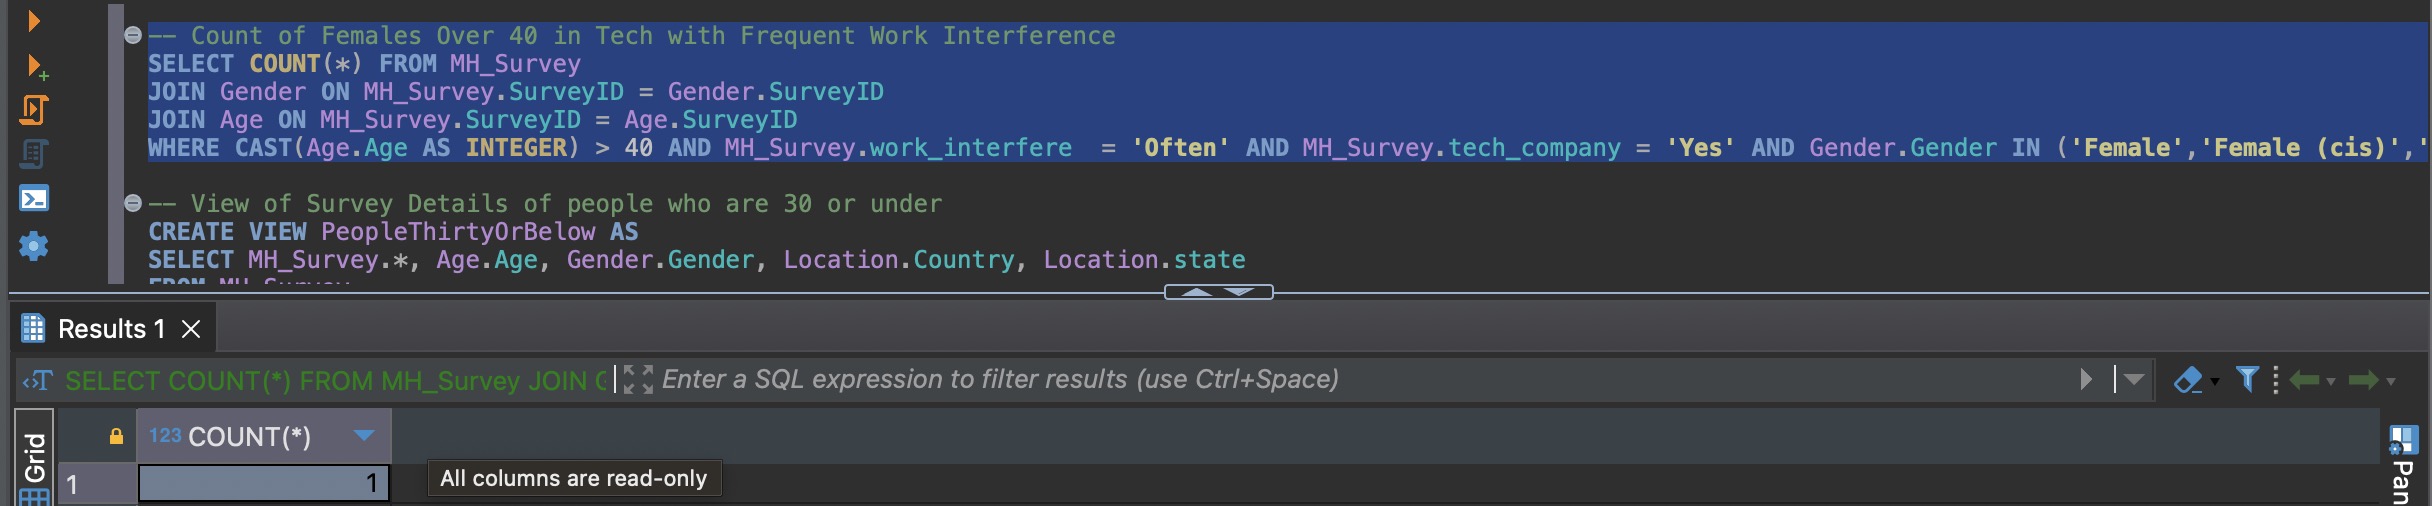 -- Count of Females Over 40 in Tech with Frequent Work Interference
SELECT COUNT(*) FROM MH_Survey
JOIN Gender ON MH_Survey.SurveyID = Gender.SurveyID
JOIN Age ON MH_Survey.SurveyID = Age.SurveyID
WHERE CAST(Age.Age AS INTEGER) > 40 AND MH_Survey.work_interfere  = 'Often' AND MH_Survey.tech_company = 'Yes' AND Gender.Gender IN ('Female','Female (cis)','
-- View of Survey Details of people who are 30 or under
CREATE VIEW PeopleThirtyOrBelow AS
SELECT MH_Survey.*, Age.Age, Gender.Gender, Location.Country, Location.state
FROM MH_Survey
Results 1
SELECT COUNT(*) FROM MH_Survey JOIN Enter a SQL expression to filter results (use Ctrl+Space)
Grid
123 COUNT(*)
1 1
All columns are read-only
Pan